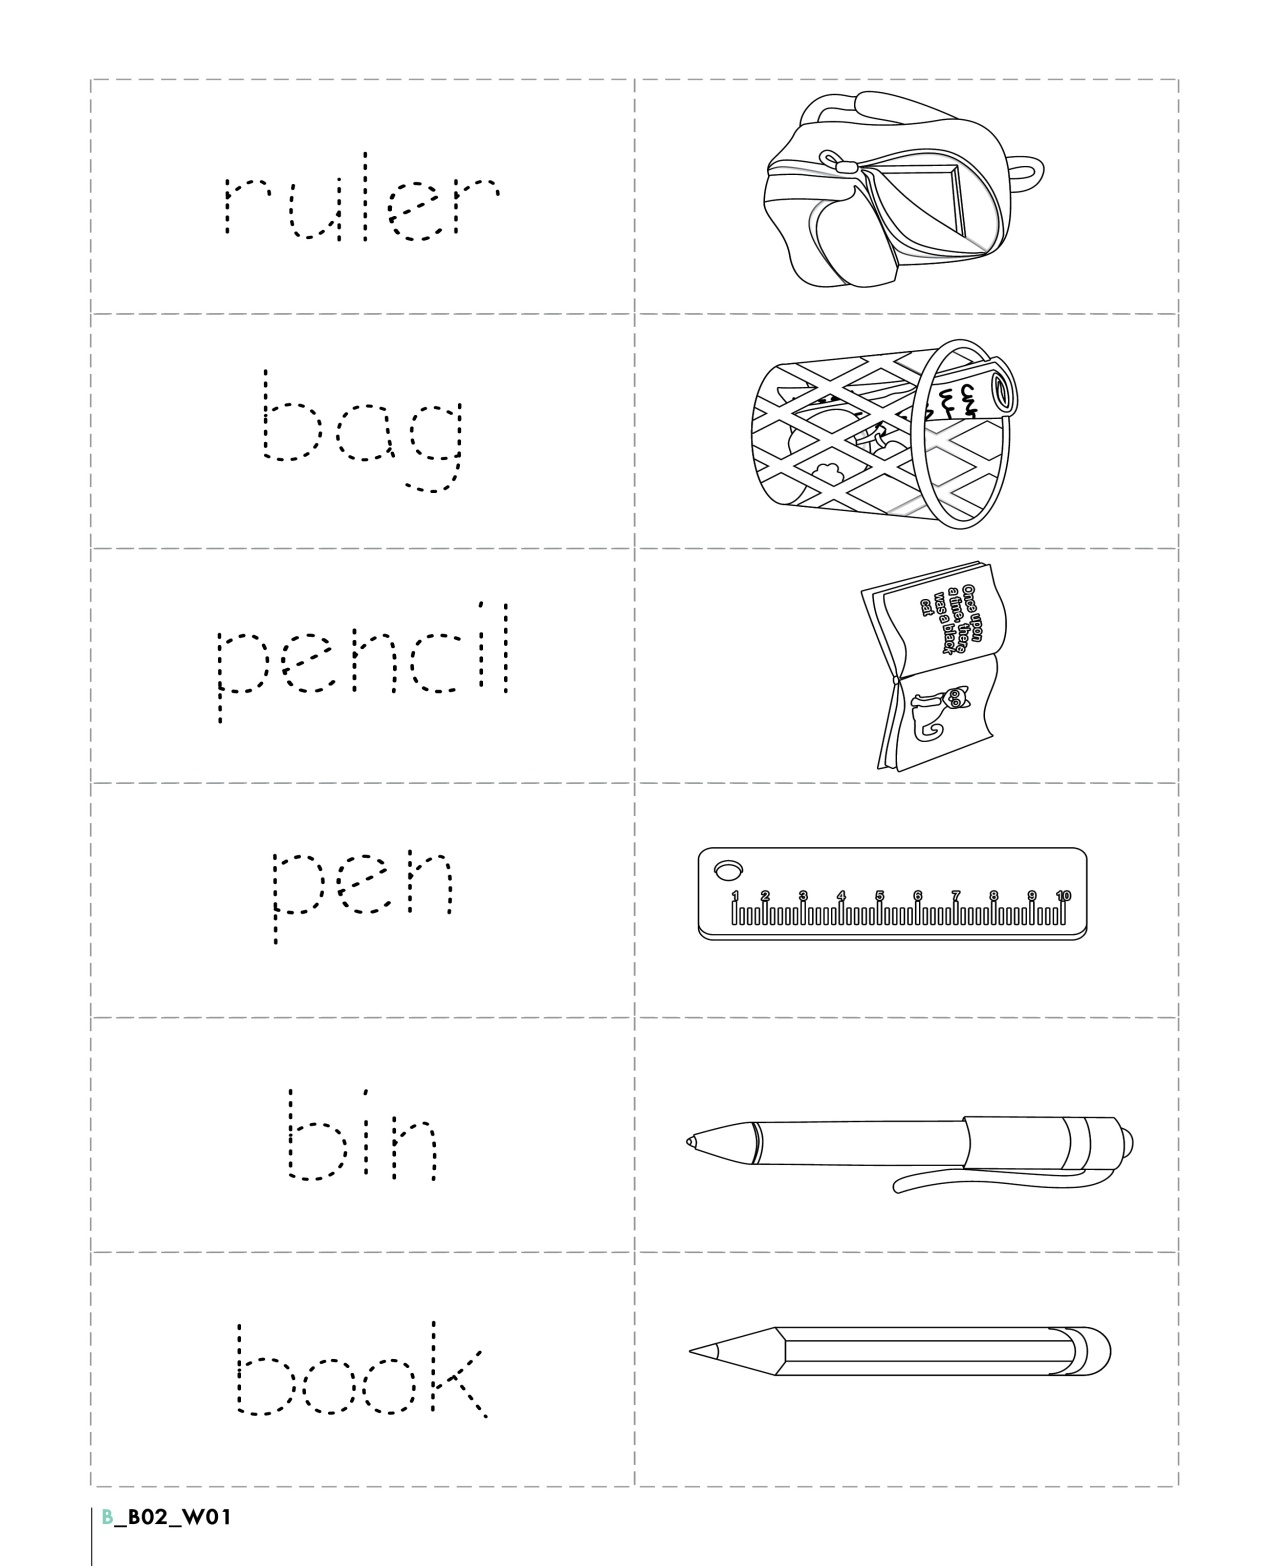 ruler
bag
pencil
Once upon
a time, there
was a black
cat
pen
1 2 3 4 5 6 7 8 9 10
bin
book
B_B02_W01